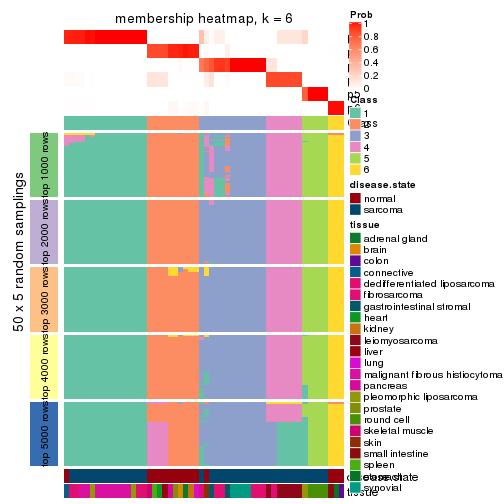 membership heatmap, k = 6
50 x 5 random samplings
top 1000 rows
top 2000 rows
top 3000 rows
top 4000 rows
top 5000 rows
Prob
1
0.8
0.6
0.4
0.2
0
Class
1
2
3
4
5
6
disease.state
normal
sarcoma
tissue
adrenal gland
brain
colon
connective
dedifferentiated liposarcoma
fibrosarcoma
gastrointestinal stromal
heart
kidney
leiomyosarcoma
liver
lung
malignant fibrous histiocytoma
pancreas
pleomorphic liposarcoma
prostate
round cell
skeletal muscle
skin
small intestine
spleen
synovial
tissue